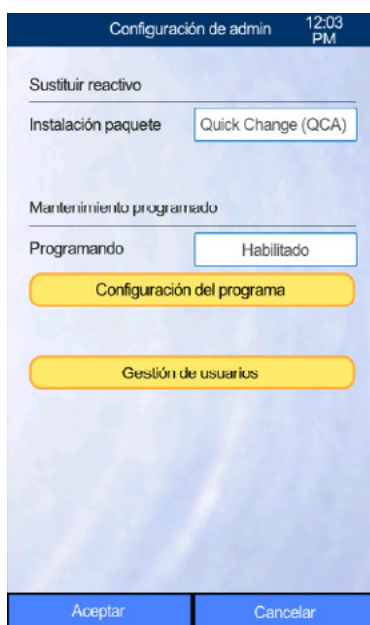 Configuración de admin
12:03
PM
Sustituir reactivo
Instalación paquete
Quick Change (QCA)
Mantenimiento programado
Programando
Habilitado
Configuración del programa
Gestión de usuarios
Aceptar
Cancelar